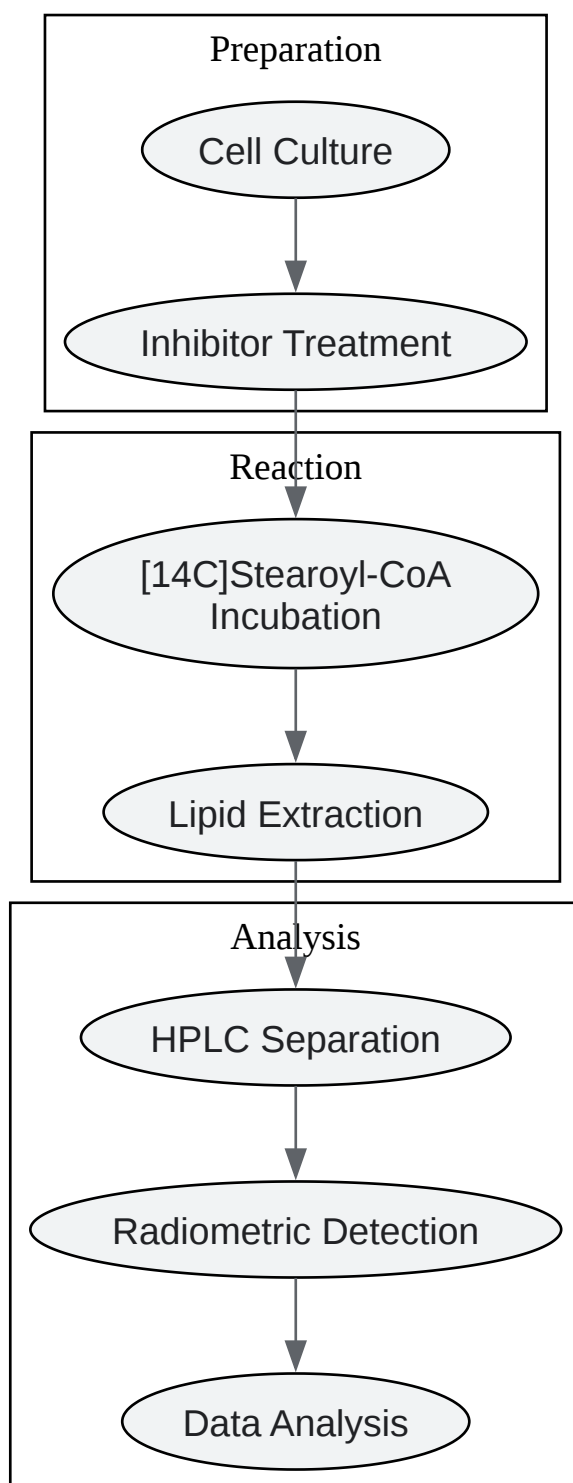 Preparation
Cell Culture
Inhibitor Treatment
Reaction
[14C]Stearoyl-CoA
Incubation
Lipid Extraction
Analysis
HPLC Separation
Radiometric Detection
Data Analysis